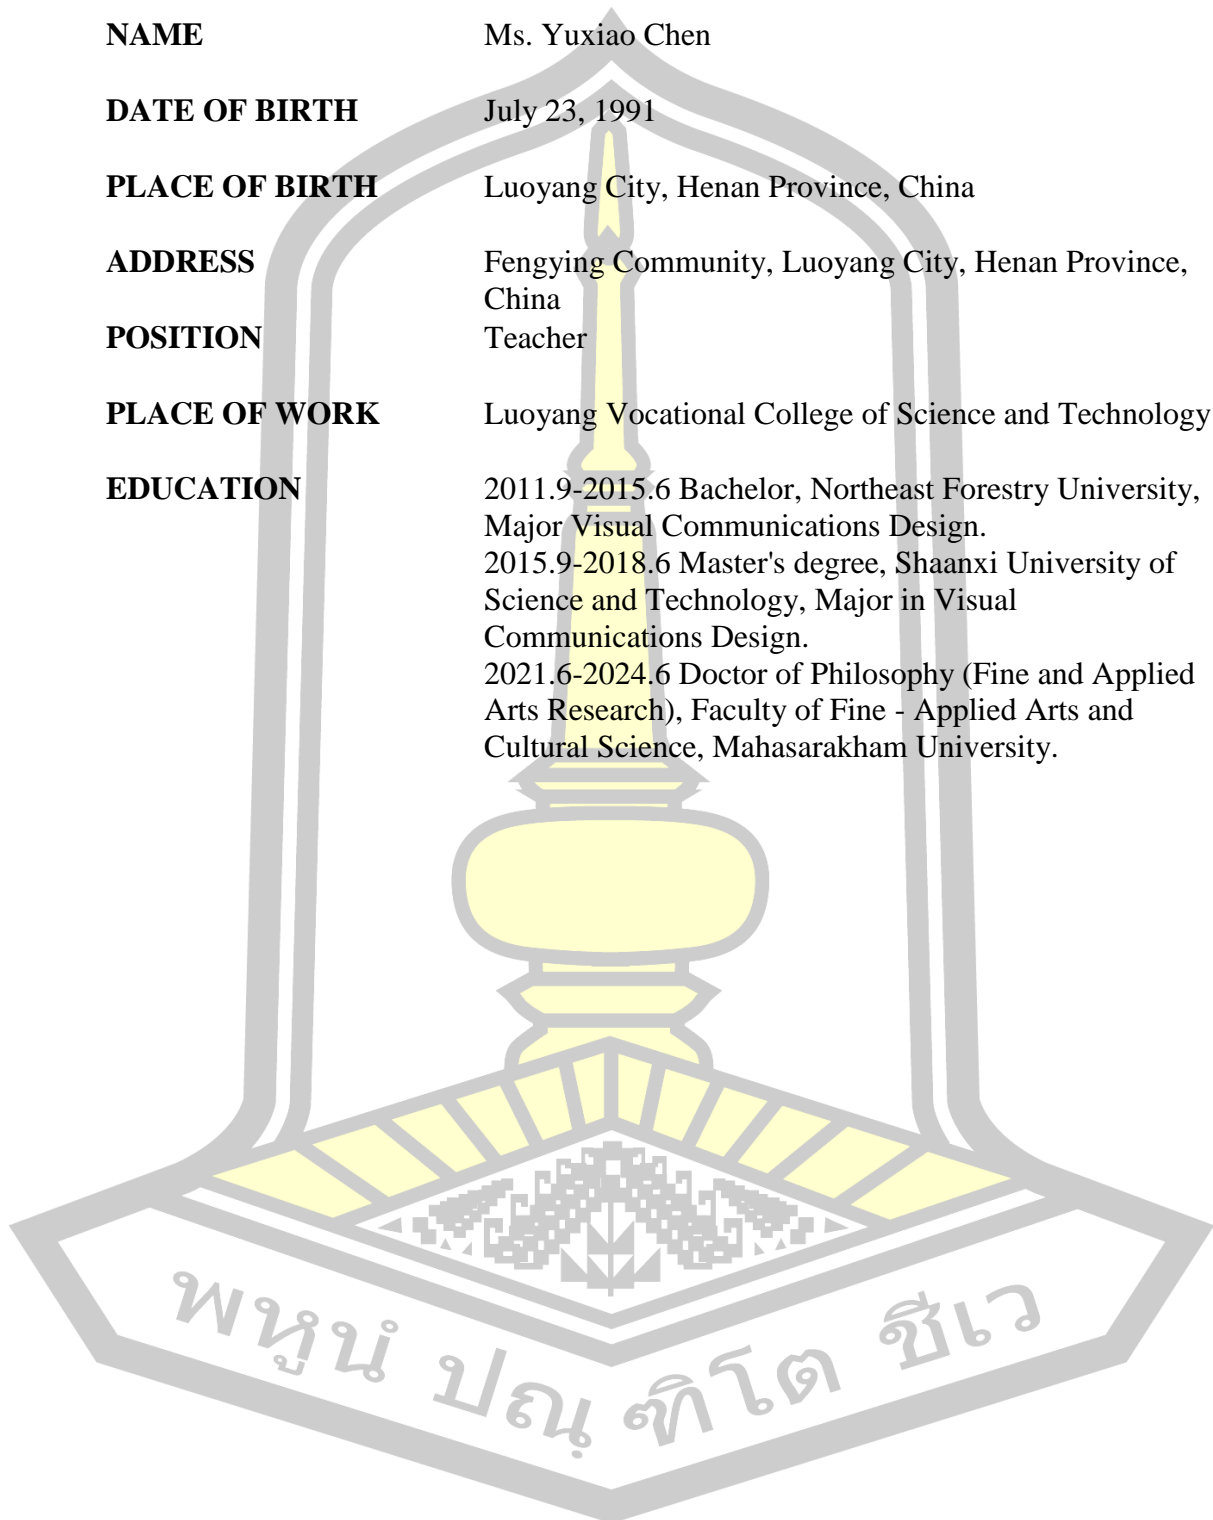 NAME Ms. Yuxiao Chen
DATE OF BIRTH July 23, 1991
PLACE OF BIRTH Luoyang City, Henan Province, China
ADDRESS Fengying Community, Luoyang City, Henan Province,
China
POSITION Teacher
PLACE OF WORK Luoyang Vocational College of Science and Technology
EDUCATION 2011.9-2015.6 Bachelor, Northeast Forestry University,
Major Visual Communications Design.
2015.9-2018.6 Master's degree, Shaanxi University of
Science and Technology, Major in Visual
Communications Design.
2021.6-2024.6 Doctor of Philosophy (Fine and Applied
Arts Research), Faculty of Fine - Applied Arts and
Cultural Science, Mahasarakham University.
พหูนํ ปณฺ ฑิโต ชีเว